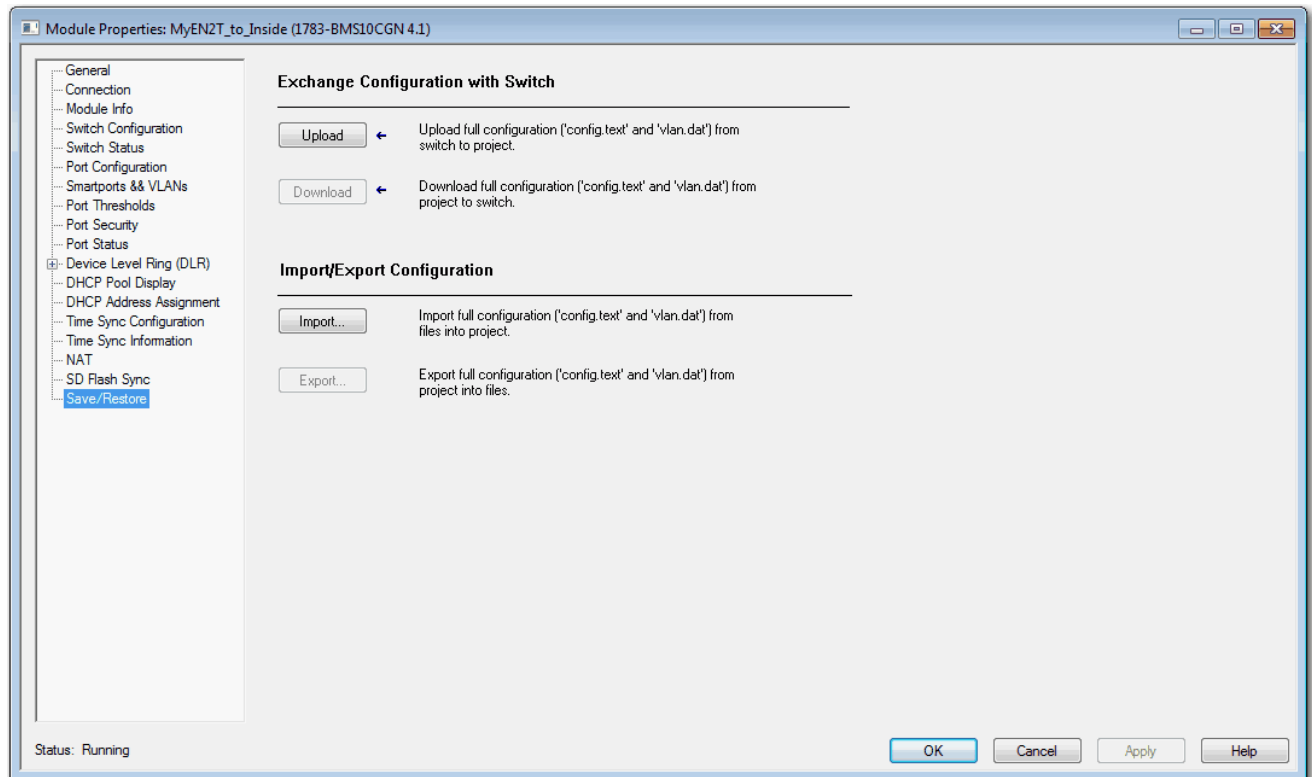 Module Properties: MyEN2T_to_Inside (1783-BMS10CGN 4.1)
General
Connection
Module Info
Switch Configuration
Switch Status
Port Configuration
Smartports && VLANs
Port Thresholds
Port Security
Port Status
Device Level Ring (DLR)
DHCP Pool Display
DHCP Address Assignment
Time Sync Configuration
Time Sync Information
NAT
SD Flash Sync
Save/Restore
Exchange Configuration with Switch
Upload
Upload full configuration ('config.text' and 'vlan.dat') from
switch to project.
Download
Download full configuration ('config.text' and 'vlan.dat') from
project to switch.
Import/Export Configuration
Import...
Import full configuration ('config.text' and 'vlan.dat') from
files into project.
Export...
Export full configuration ('config.text' and 'vlan.dat') from
project into files.
Status: Running
OK
Cancel
Apply
Help